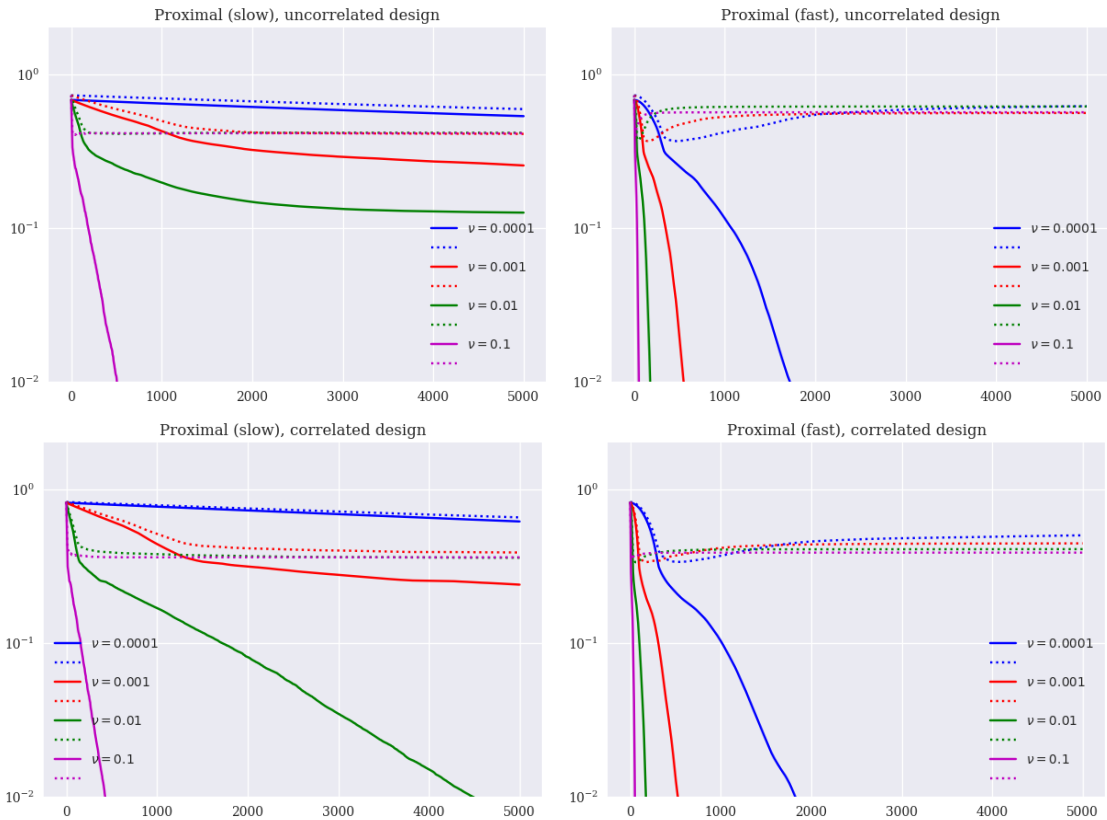 Proximal (slow), uncorrelated design
10⁰
10⁻¹
10⁻²
ν = 0.0001
ν = 0.001
ν = 0.01
ν = 0.1
0 1000 2000 3000 4000 5000
Proximal (fast), uncorrelated design
10⁰
10⁻¹
10⁻²
ν = 0.0001
ν = 0.001
ν = 0.01
ν = 0.1
0 1000 2000 3000 4000 5000
Proximal (slow), correlated design
10⁰
10⁻¹
10⁻²
ν = 0.0001
ν = 0.001
ν = 0.01
ν = 0.1
0 1000 2000 3000 4000 5000
Proximal (fast), correlated design
10⁰
10⁻¹
10⁻²
ν = 0.0001
ν = 0.001
ν = 0.01
ν = 0.1
0 1000 2000 3000 4000 5000